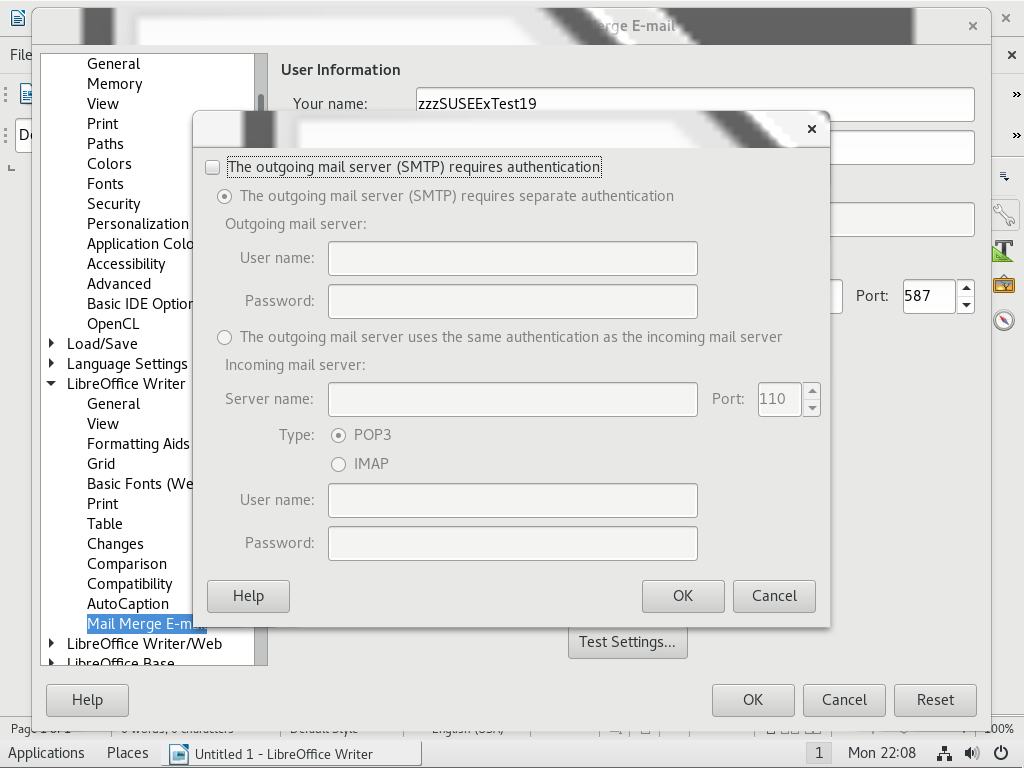 erge E-mail
File
General
Memory
View
Print
Paths
Colors
Fonts
Security
Personalization
Application Colo
Accessibility
Advanced
Basic IDE Option
OpenCL
Load/Save
Language Settings
LibreOffice Writer
General
View
Formatting Aids
Grid
Basic Fonts (We
Print
Table
Changes
Comparison
Compatibility
AutoCaption
Mail Merge E-mail
LibreOffice Writer/Web
LibreOffice Base
User Information
Your name: zzzSUSEExTest19
Port: 587
The outgoing mail server (SMTP) requires authentication
The outgoing mail server (SMTP) requires separate authentication
Outgoing mail server:
User name:
Password:
The outgoing mail server uses the same authentication as the incoming mail server
Incoming mail server:
Server name: Port: 110
Type: POP3
IMAP
User name:
Password:
Help OK Cancel
Test Settings...
Help OK Cancel Reset
100%
Applications Places Untitled 1 - LibreOffice Writer 1 Mon 22:08